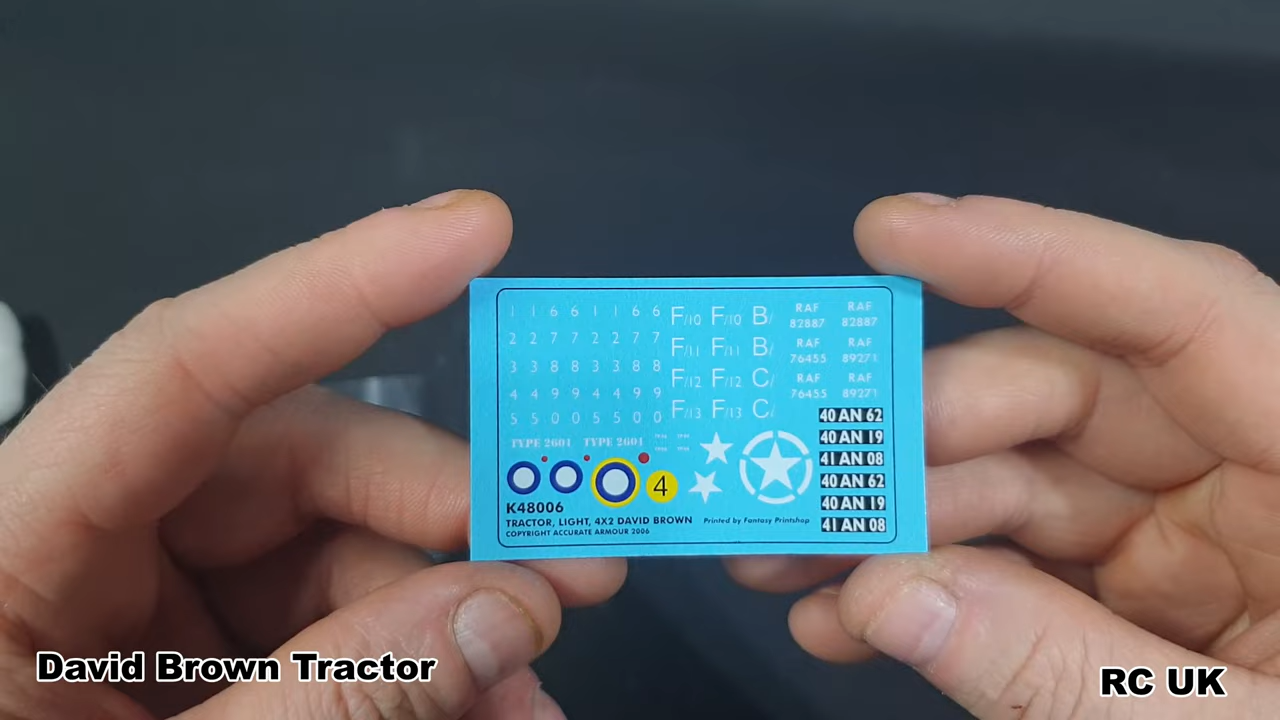 1 1 6 6 1 1 6 6
2 2 7 7 2 2 7 7
3 3 8 8 3 3 8 8
4 4 9 9 4 4 9 9
5 5 0 0 5 5 0 0
F/10 F/10 B/
F/11 F/11 B/
F/12 F/12 C/
F/13 F/13 C/
RAF RAF
82887 82887
RAF RAF
76455 89271
RAF RAF
76455 89271
40 AN 62
40 AN 19
41 AN 08
40 AN 62
40 AN 19
41 AN 08
TYPE 2601 TYPE 2601
4
K48006
TRACTOR, LIGHT, 4X2 DAVID BROWN
Printed by Fantasy Printshop
COPYRIGHT ACCURATE ARMOUR 2006
David Brown Tractor
RC UK